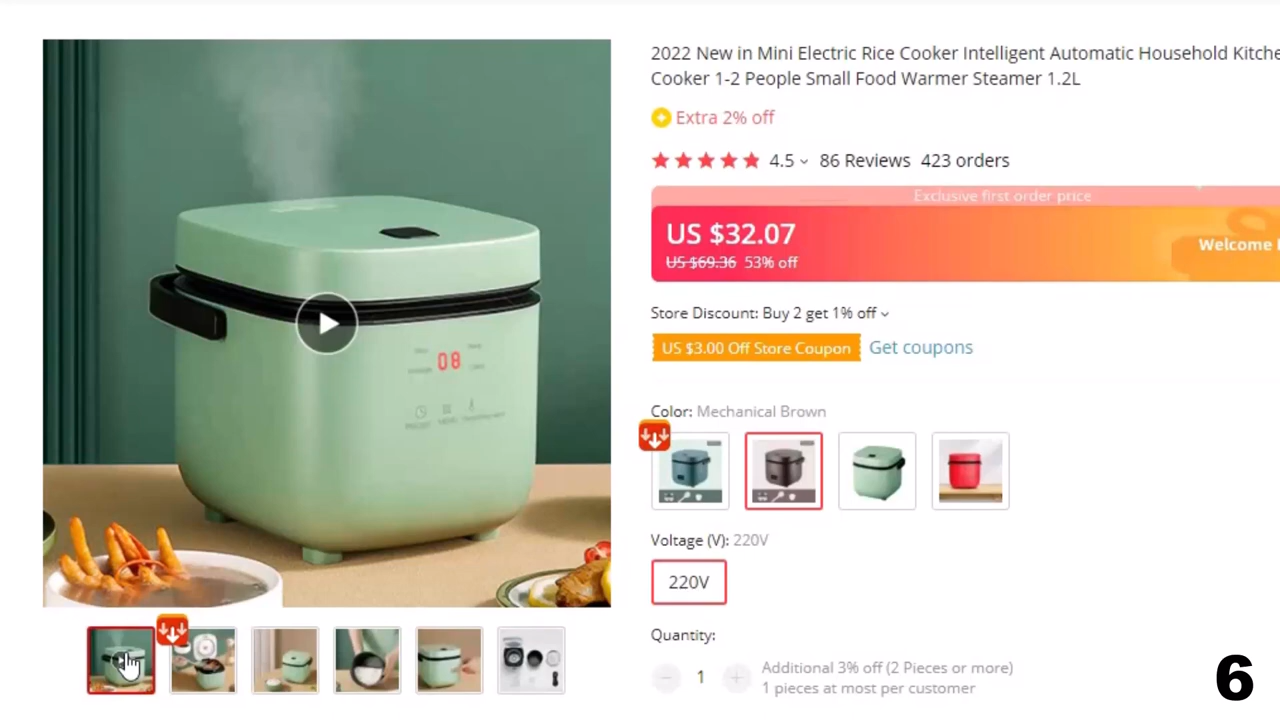 2022 New in Mini Electric Rice Cooker Intelligent Automatic Household
Cooker 1-2 People Small Food Warmer Steamer 1.2L
Extra 2% off
4.5 86 Reviews 423 orders
Exclusive first order price
US $32.07
Welcome
US $69.36 53% off
08
Store Discount: Buy 2 get 1% off
US $3.00 Off Store Coupon Get coupons
Color: Mechanical Brown
Voltage (V): 220V
220V
Quantity:
1
Additional 3% off (2 Pieces or more)
1 pieces at most per customer
6